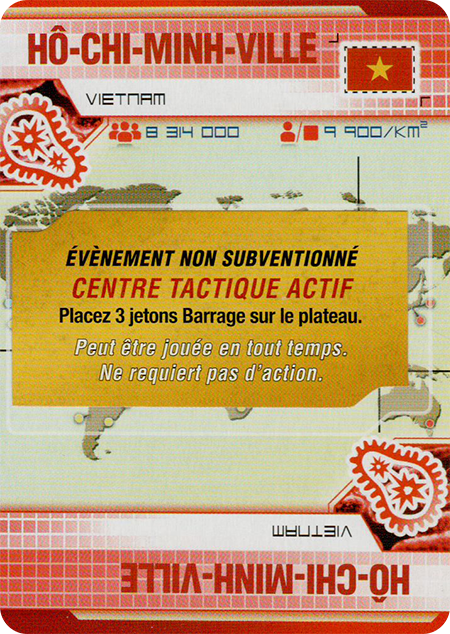 HÔ-CHI-MINH-VILLE
VIETNAM
8 314 000 9 900/KM²
ÉVÈNEMENT NON SUBVENTIONNÉ
CENTRE TACTIQUE ACTIF
Placez 3 jetons Barrage sur le plateau.
Peut être jouée en tout temps.
Ne requiert pas d'action.
VIETNAM
HÔ-CHI-MINH-VILLE